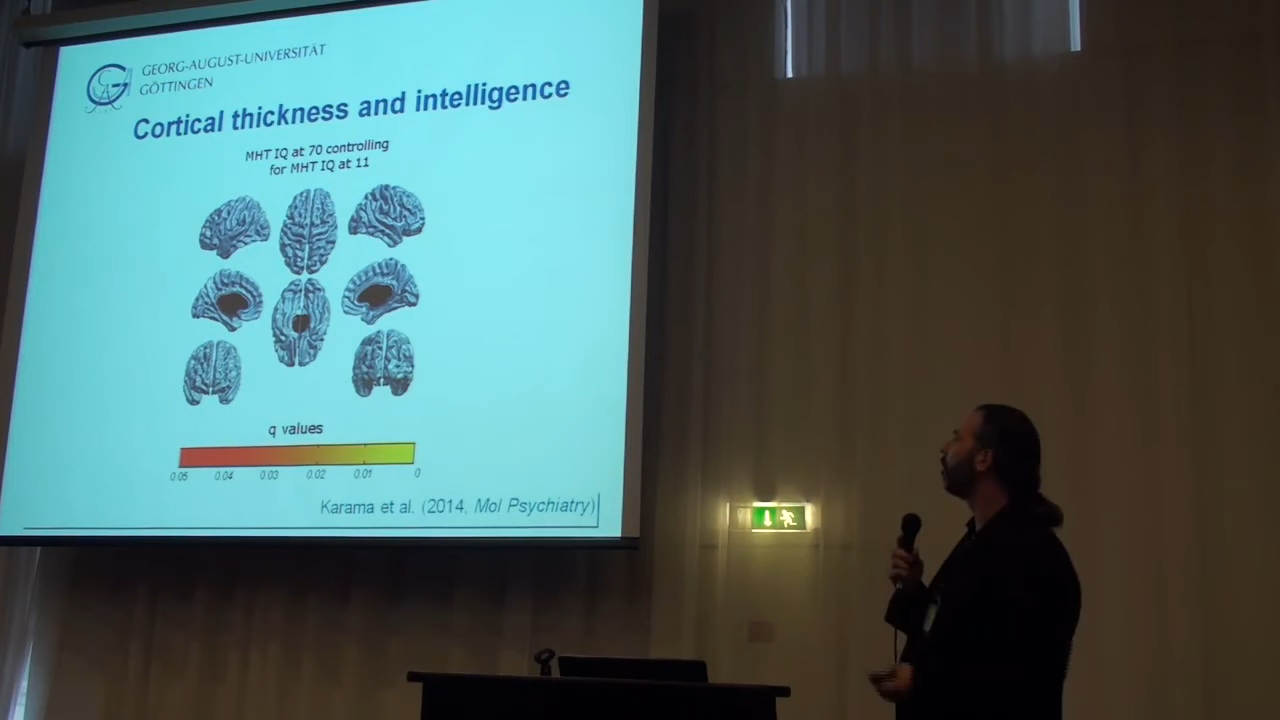 GEORG-AUGUST-UNIVERSITÄT
GÖTTINGEN
Cortical thickness and intelligence
MHT IQ at 70 controlling
for MHT IQ at 11
q values
0.05 0.04 0.03 0.02 0.01 0
Karama et al. (2014, Mol Psychiatry)